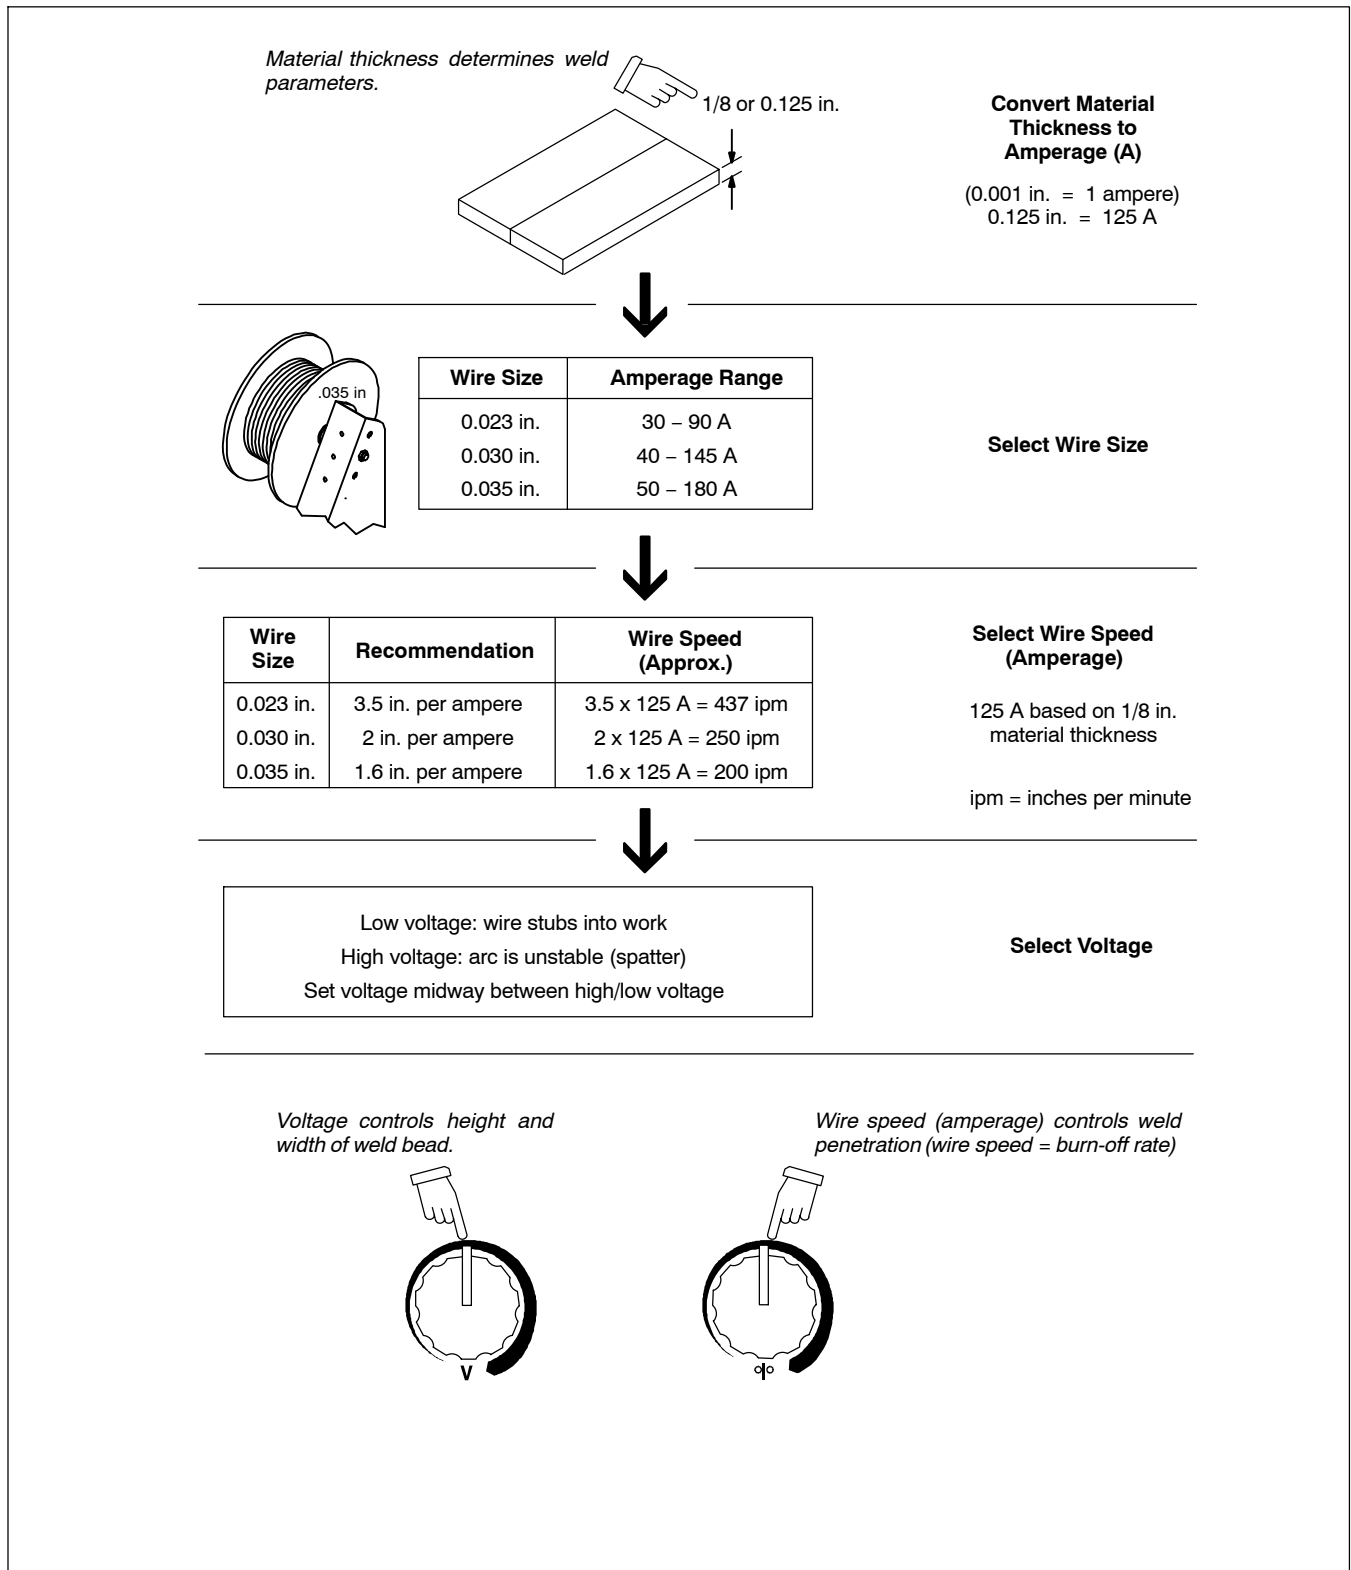 Material thickness determines weld
parameters.
1/8 or 0.125 in.
Convert Material
Thickness to
Amperage (A)
(0.001 in. = 1 ampere)
0.125 in. = 125 A
.035 in
Wire Size Amperage Range
0.023 in. 30 – 90 A
0.030 in. 40 – 145 A
0.035 in. 50 – 180 A
Select Wire Size
Wire
Size
Recommendation
Wire Speed
(Approx.)
0.023 in. 3.5 in. per ampere 3.5 x 125 A = 437 ipm
0.030 in. 2 in. per ampere 2 x 125 A = 250 ipm
0.035 in. 1.6 in. per ampere 1.6 x 125 A = 200 ipm
Select Wire Speed
(Amperage)
125 A based on 1/8 in.
material thickness
ipm = inches per minute
Low voltage: wire stubs into work
High voltage: arc is unstable (spatter)
Set voltage midway between high/low voltage
Select Voltage
Voltage controls height and
width of weld bead.
Wire speed (amperage) controls weld
penetration (wire speed = burn-off rate)
V